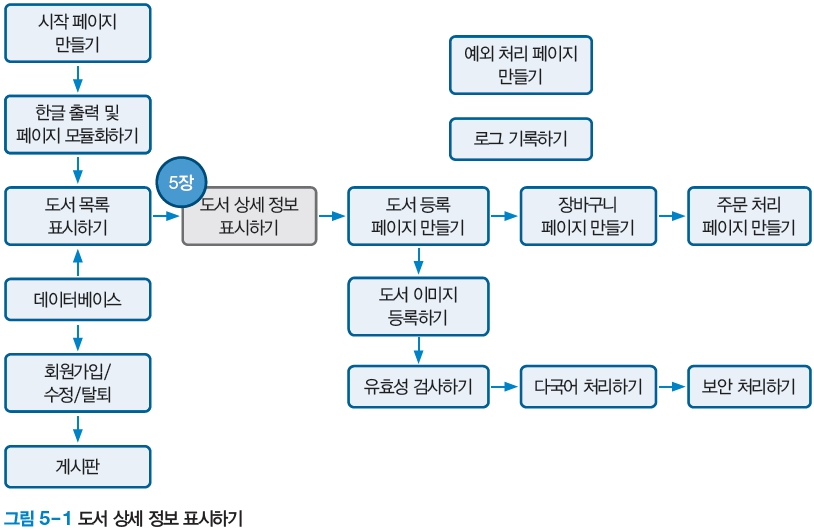 시작 페이지
만들기
예외 처리 페이지
만들기
한글 출력 및
페이지 모듈화하기
로그 기록하기
5장
도서 목록
표시하기
도서 상세 정보
표시하기
도서 등록
페이지 만들기
장바구니
페이지 만들기
주문 처리
페이지 만들기
데이터베이스
도서 이미지
등록하기
회원가입/
수정/탈퇴
유효성 검사하기
다국어 처리하기
보안 처리하기
게시판
그림 5-1 도서 상세 정보 표시하기